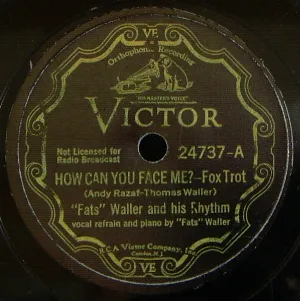 VE
Orthophonic Recording
"HIS MASTER'S VOICE"
VICTOR
Not Licensed for
Radio Broadcast
24737-A
HOW CAN YOU FACE ME?—Fox Trot
(Andy Razaf-Thomas Waller)
"Fats" Waller and his Rhythm
vocal refrain and piano by "Fats" Waller
RCA Victor Company, Inc.
Camden, N.J.
VE